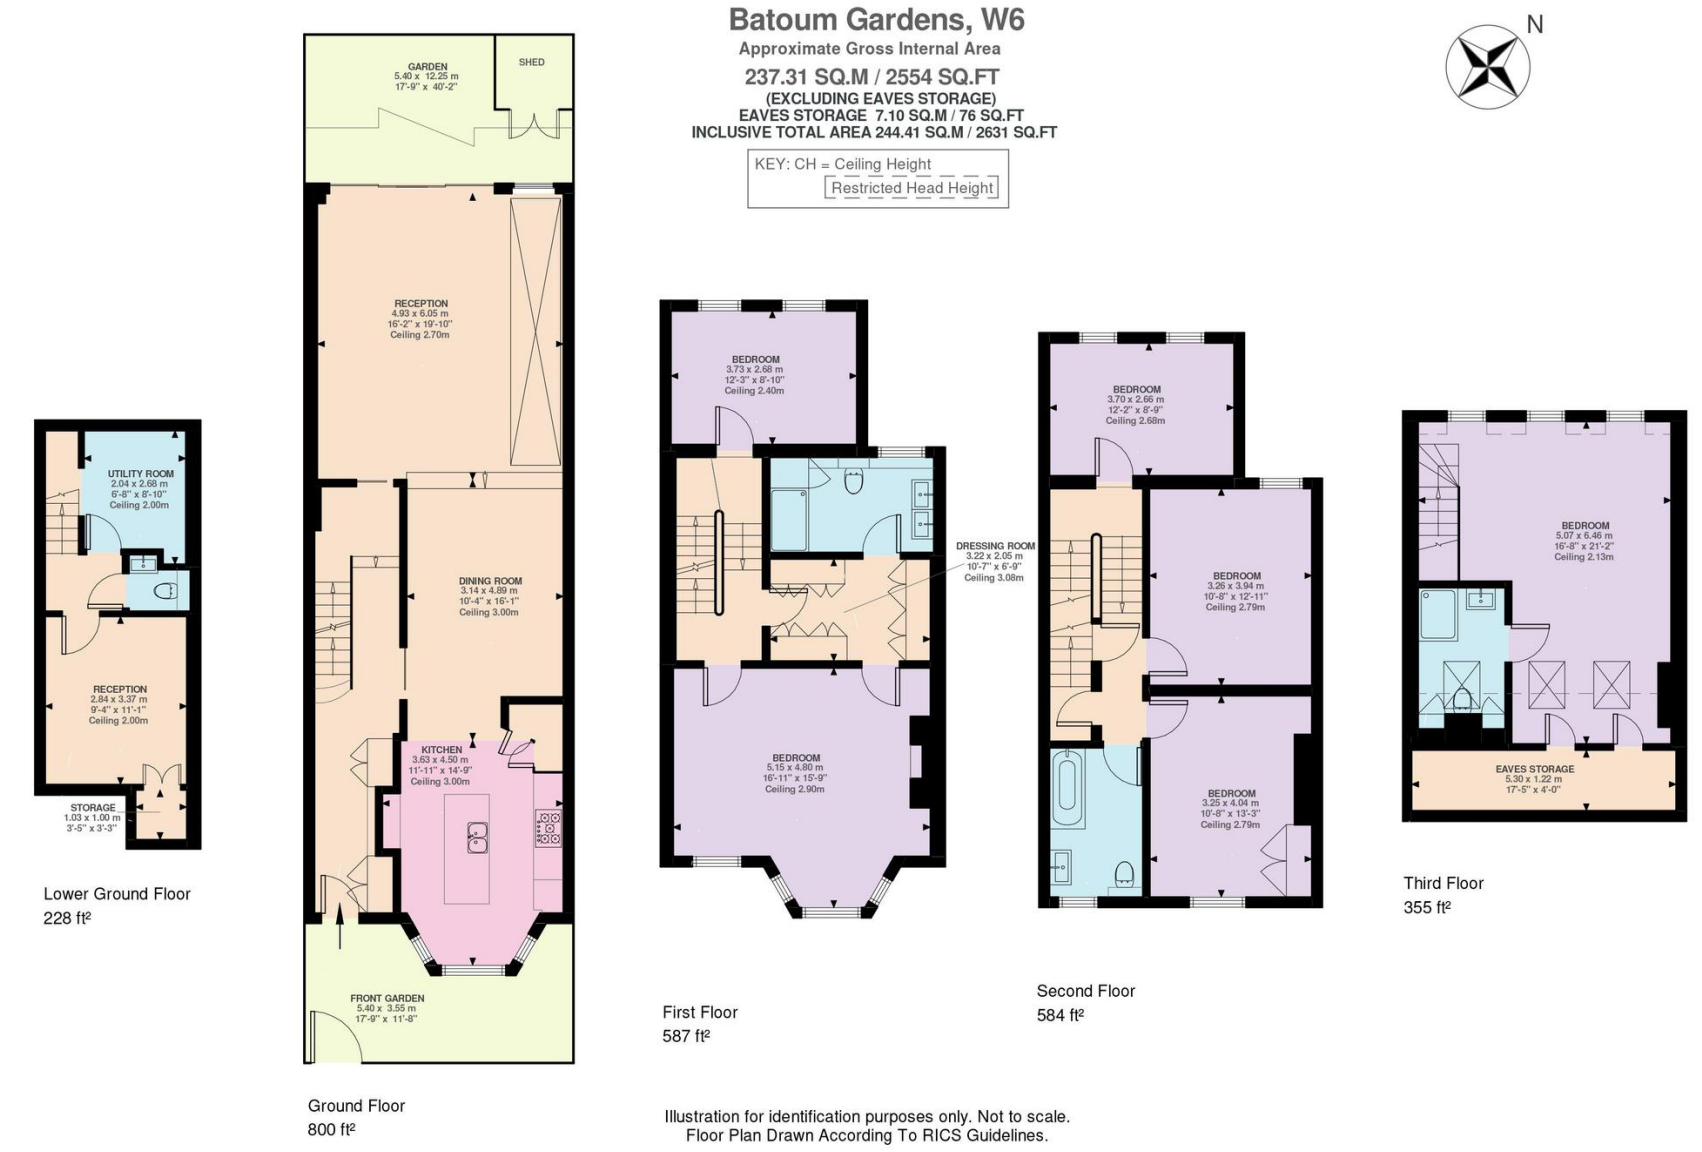 Batoum Gardens, W6
Approximate Gross Internal Area
237.31 SQ.M / 2554 SQ.FT
(EXCLUDING EAVES STORAGE)
EAVES STORAGE 7.10 SQ.M / 76 SQ.FT
INCLUSIVE TOTAL AREA 244.41 SQ.M / 2631 SQ.FT
KEY: CH = Ceiling Height
Restricted Head Height
N
UTILITY ROOM
2.04 x 2.68 m
6'-8" x 8'-10"
Ceiling 2.00m
RECEPTION
2.84 x 3.37 m
9'-4" x 11'-1"
Ceiling 2.00m
STORAGE
1.03 x 1.00 m
3'-5" x 3'-3"
Lower Ground Floor
228 ft²
GARDEN
5.40 x 12.25 m
17'-9" x 40'-2"
SHED
RECEPTION
4.93 x 6.05 m
16'-2" x 19'-10"
Ceiling 2.70m
DINING ROOM
3.14 x 4.89 m
10'-4" x 16'-1"
Ceiling 3.00m
KITCHEN
3.63 x 4.50 m
11'-11" x 14'-9"
Ceiling 3.00m
FRONT GARDEN
5.40 x 3.55 m
17'-9" x 11'-8"
Ground Floor
800 ft²
BEDROOM
3.73 x 2.68 m
12'-3" x 8'-10"
Ceiling 2.40m
DRESSING ROOM
3.22 x 2.05 m
10'-7" x 6'-9"
Ceiling 3.08m
BEDROOM
5.15 x 4.80 m
16'-11" x 15'-9"
Ceiling 2.90m
First Floor
587 ft²
BEDROOM
3.70 x 2.66 m
12'-2" x 8'-9"
Ceiling 2.68m
BEDROOM
3.26 x 3.94 m
10'-8" x 12'-11"
Ceiling 2.79m
BEDROOM
3.25 x 4.04 m
10'-8" x 13'-3"
Ceiling 2.79m
Second Floor
584 ft²
BEDROOM
5.07 x 6.46 m
16'-8" x 21'-2"
Ceiling 2.13m
EAVES STORAGE
5.30 x 1.22 m
17'-5" x 4'-0"
Third Floor
355 ft²
Illustration for identification purposes only. Not to scale.
Floor Plan Drawn According To RICS Guidelines.